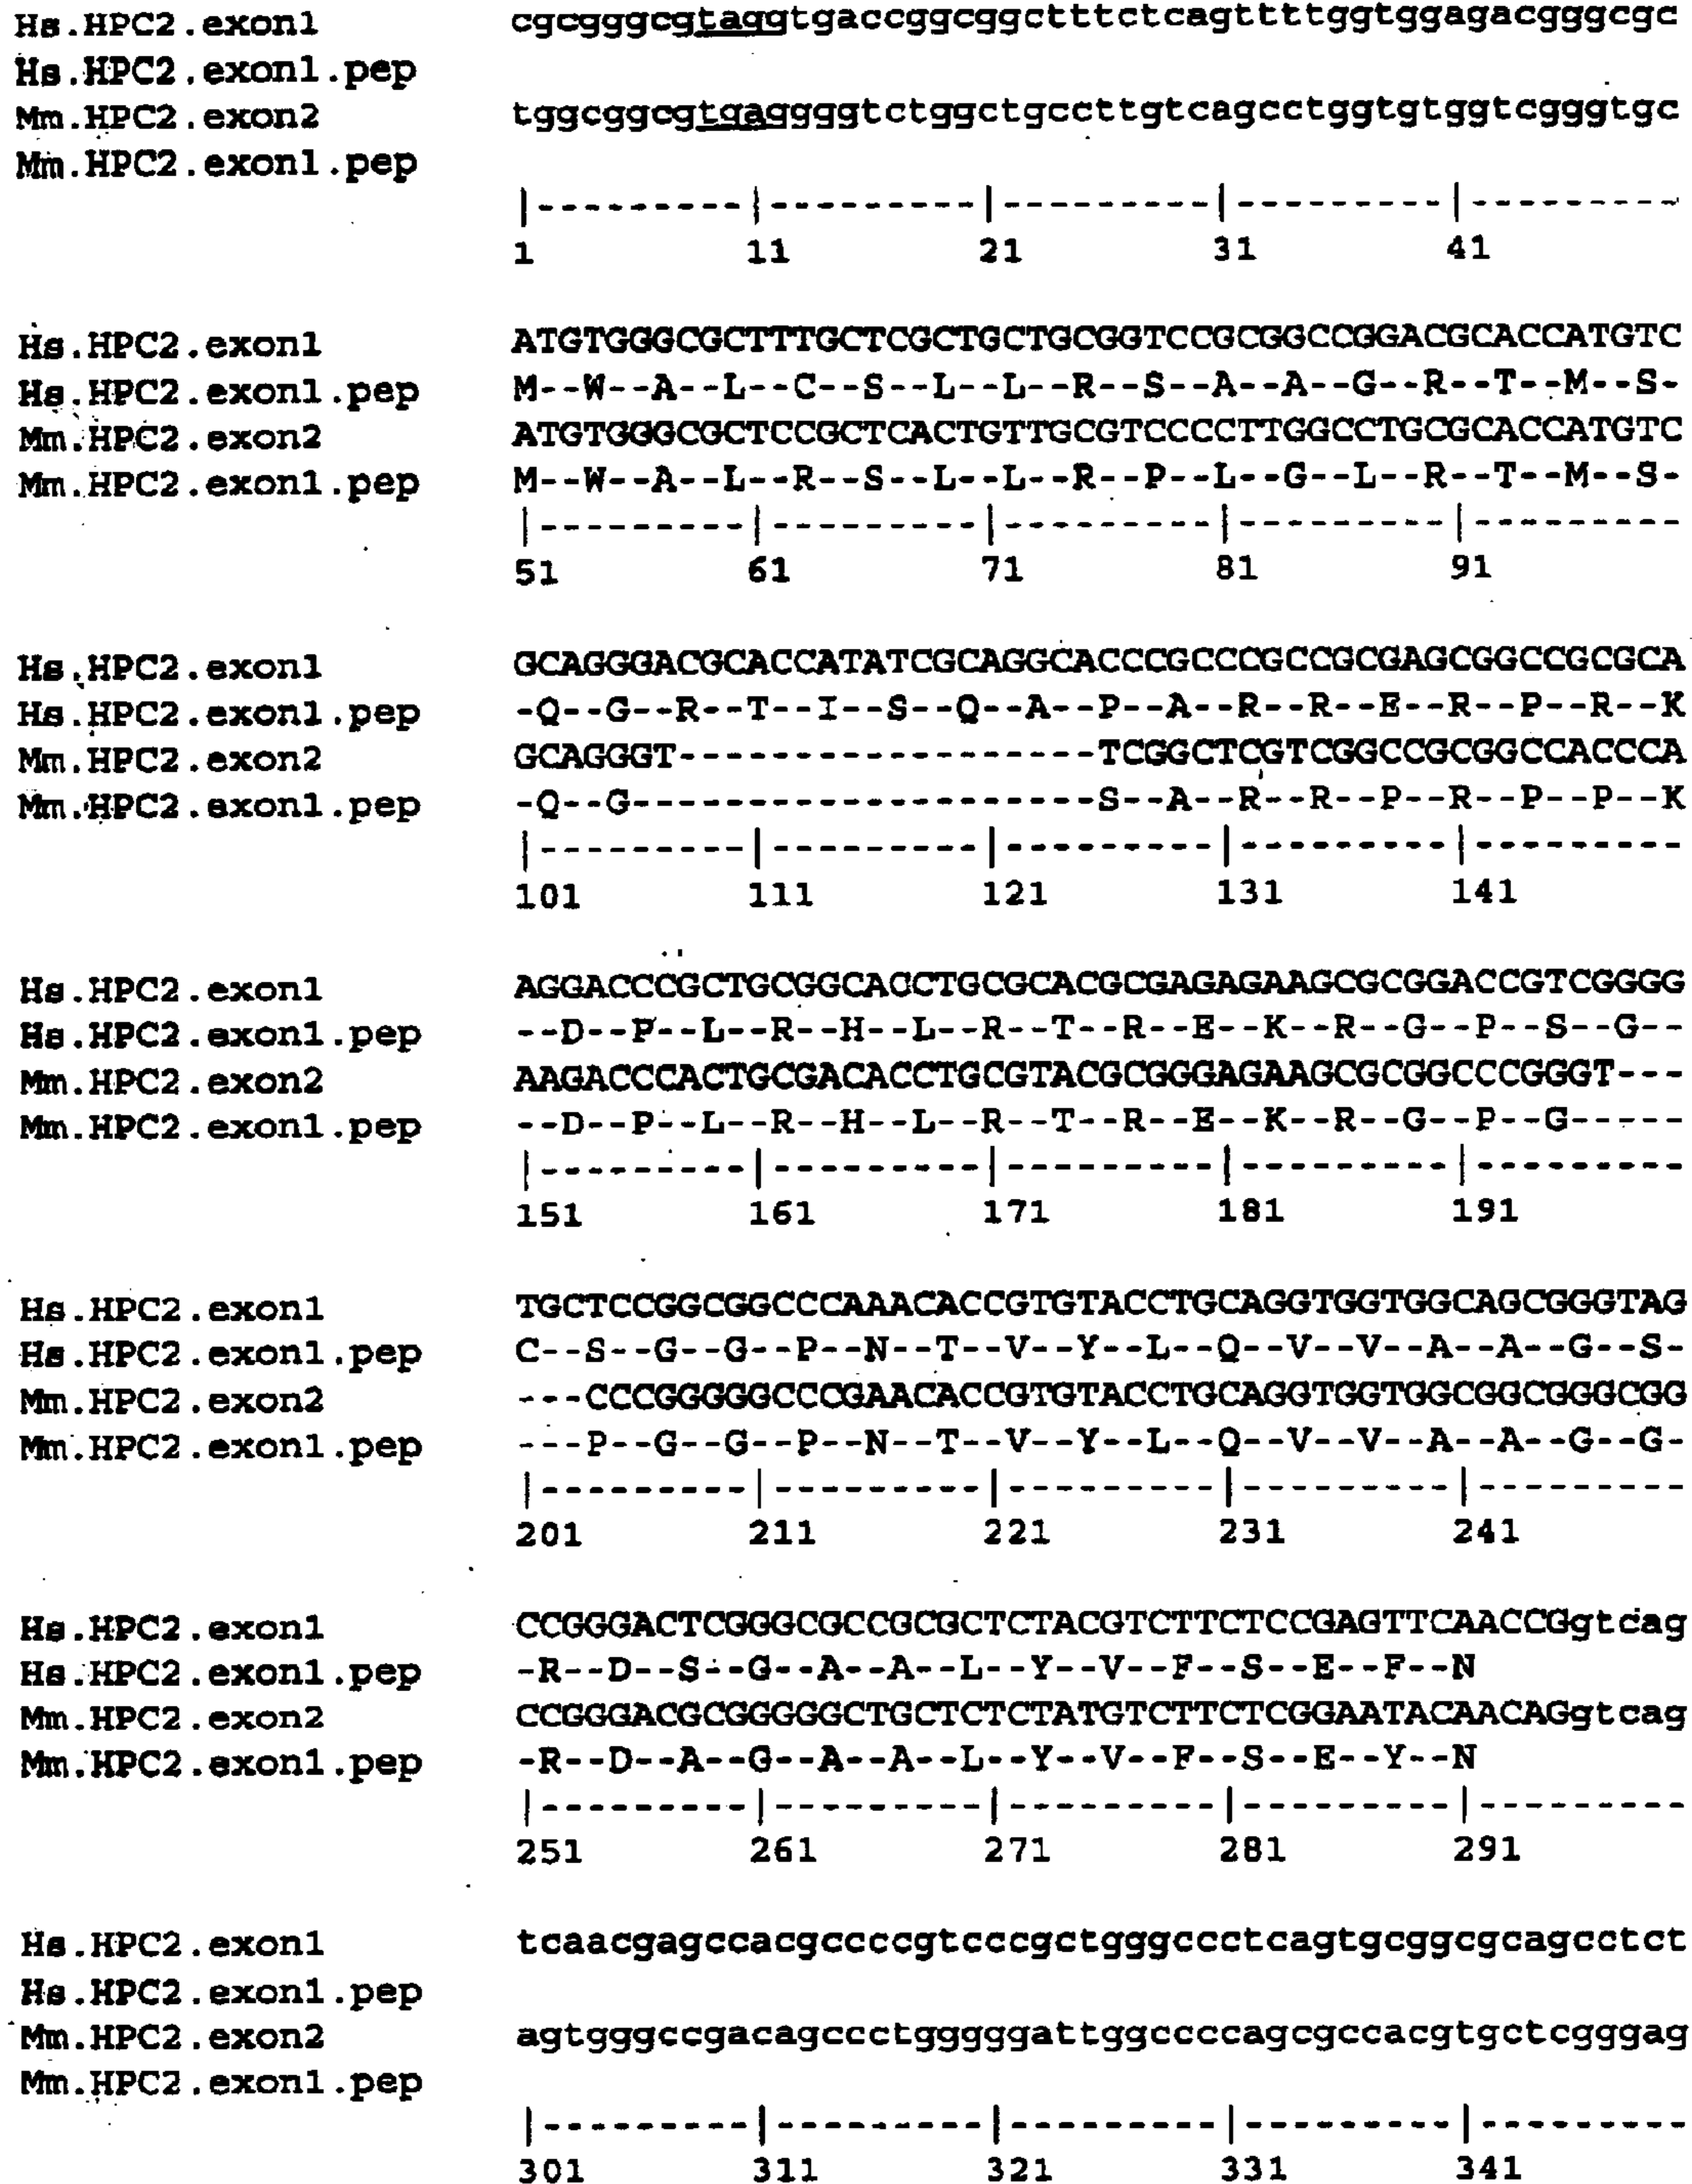 Hs.HPC2.exon1 cgcgggcgtaggtgaccggcggctttctcagttttggtggagacgggcgc
Hs.HPC2.exon1.pep
Mm.HPC2.exon2 tggcggcgtgaggggtctggctgccttgtcagcctggtgtggtcgggtgc
Mm.HPC2.exon1.pep
|---------|---------|---------|---------|---------
1 11 21 31 41
Hs.HPC2.exon1 ATGTGGGCGCTTTGCTCGCTGCTGCGGTCCGCGGCCGGACGCACCATGTC
Hs.HPC2.exon1.pep M--W--A--L--C--S--L--L--R--S--A--A--G--R--T--M--S-
Mm.HPC2.exon2 ATGTGGGCGCTCCGCTCACTGTTGCGTCCCCTTGGCCTGCGCACCATGTC
Mm.HPC2.exon1.pep M--W--A--L--R--S--L--L--R--P--L--G--L--R--T--M--S-
|---------|---------|---------|---------|---------
51 61 71 81 91
Hs.HPC2.exon1 GCAGGGACGCACCATATCGCAGGCACCCGCCCGCCGCGAGCGGCCGCGCA
Hs.HPC2.exon1.pep -Q--G--R--T--I--S--Q--A--P--A--R--R--E--R--P--R--K
Mm.HPC2.exon2 GCAGGGT------------------TCGGCTCGTCGGCCGCGGCCACCCA
Mm.HPC2.exon1.pep -Q--G--------------------S--A--R--R--P--R--P--P--K
|---------|---------|---------|---------|---------
101 111 121 131 141
Hs.HPC2.exon1 AGGACCCGCTGCGGCACCTGCGCACGCGAGAGAAGCGCGGACCGTCGGGG
Hs.HPC2.exon1.pep --D--P--L--R--H--L--R--T--R--E--K--R--G--P--S--G--
Mm.HPC2.exon2 AAGACCCACTGCGACACCTGCGTACGCGGGAGAAGCGCGGCCCGGGT---
Mm.HPC2.exon1.pep --D--P--L--R--H--L--R--T--R--E--K--R--G--P--G-----
|---------|---------|---------|---------|---------
151 161 171 181 191
Hs.HPC2.exon1 TGCTCCGGCGGCCCAAACACCGTGTACCTGCAGGTGGTGGCAGCGGGTAG
Hs.HPC2.exon1.pep C--S--G--G--P--N--T--V--Y--L--Q--V--V--A--A--G--S-
Mm.HPC2.exon2 ---CCCGGGGGCCCGAACACCGTGTACCTGCAGGTGGTGGCGGCGGGCGG
Mm.HPC2.exon1.pep ---P--G--G--P--N--T--V--Y--L--Q--V--V--A--A--G--G-
|---------|---------|---------|---------|---------
201 211 221 231 241
Hs.HPC2.exon1 CCGGGACTCGGGCGCCGCGCTCTACGTCTTCTCCGAGTTCAACCGgtcag
Hs.HPC2.exon1.pep -R--D--S--G--A--A--L--Y--V--F--S--E--F--N
Mm.HPC2.exon2 CCGGGACGCGGGGGCTGCTCTCTATGTCTTCTCGGAATACAACAGgtcag
Mm.HPC2.exon1.pep -R--D--A--G--A--A--L--Y--V--F--S--E--Y--N
|---------|---------|---------|---------|---------
251 261 271 281 291
Hs.HPC2.exon1 tcaacgagccacgccccgtcccgctgggccctcagtgcggcgcagcctct
Hs.HPC2.exon1.pep
Mm.HPC2.exon2 agtgggccgacagccctgggggattggccccagcgccacgtgctcgggag
Mm.HPC2.exon1.pep
|---------|---------|---------|---------|---------
301 311 321 331 341